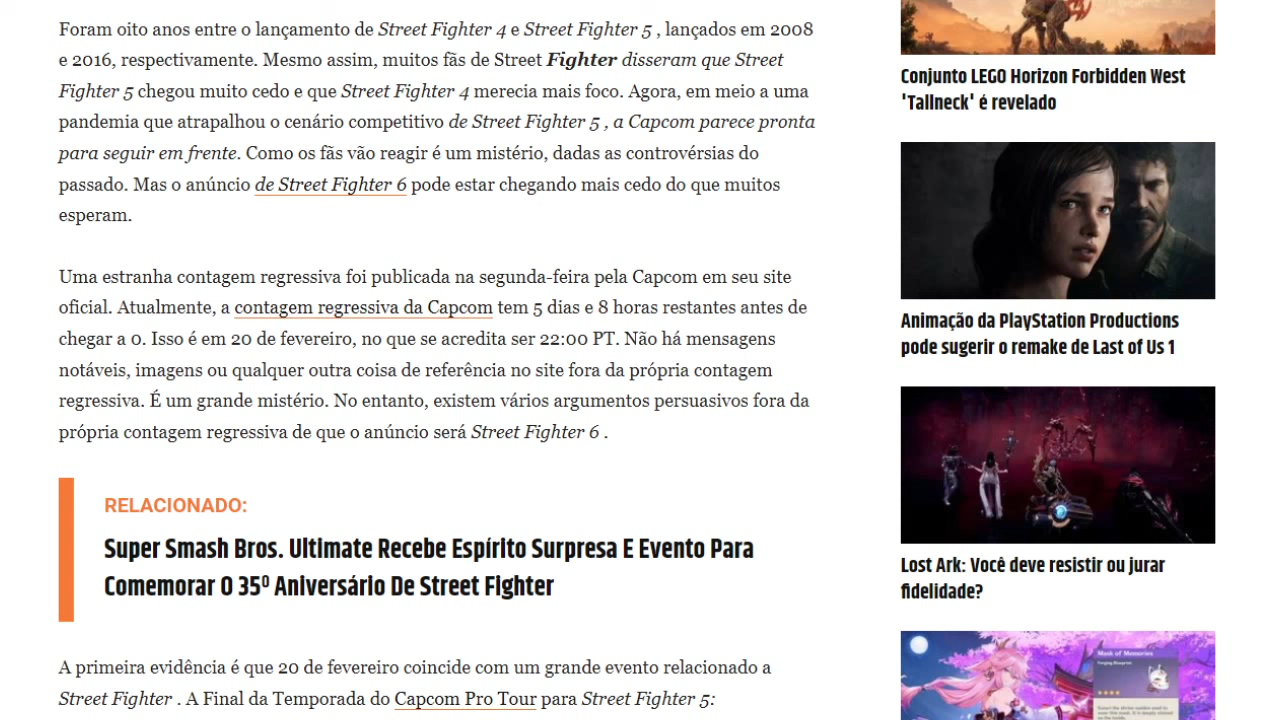 Foram oito anos entre o lançamento de Street Fighter 4 e Street Fighter 5 , lançados em 2008
e 2016, respectivamente. Mesmo assim, muitos fãs de Street Fighter disseram que Street
Fighter 5 chegou muito cedo e que Street Fighter 4 merecia mais foco. Agora, em meio a uma
pandemia que atrapalhou o cenário competitivo de Street Fighter 5 , a Capcom parece pronta
para seguir em frente. Como os fãs vão reagir é um mistério, dadas as controvérsias do
passado. Mas o anúncio de Street Fighter 6 pode estar chegando mais cedo do que muitos
esperam.
Uma estranha contagem regressiva foi publicada na segunda-feira pela Capcom em seu site
oficial. Atualmente, a contagem regressiva da Capcom tem 5 dias e 8 horas restantes antes de
chegar a 0. Isso é em 20 de fevereiro, no que se acredita ser 22:00 PT. Não há mensagens
notáveis, imagens ou qualquer outra coisa de referência no site fora da própria contagem
regressiva. É um grande mistério. No entanto, existem vários argumentos persuasivos fora da
própria contagem regressiva de que o anúncio será Street Fighter 6 .
RELACIONADO:
Super Smash Bros. Ultimate Recebe Espírito Surpresa E Evento Para
Comemorar O 35º Aniversário De Street Fighter
A primeira evidência é que 20 de fevereiro coincide com um grande evento relacionado a
Street Fighter . A Final da Temporada do Capcom Pro Tour para Street Fighter 5:
Conjunto LEGO Horizon Forbidden West
'Tallneck' é revelado
Animação da PlayStation Productions
pode sugerir o remake de Last of Us 1
Lost Ark: Você deve resistir ou jurar
fidelidade?
Mask of Memories